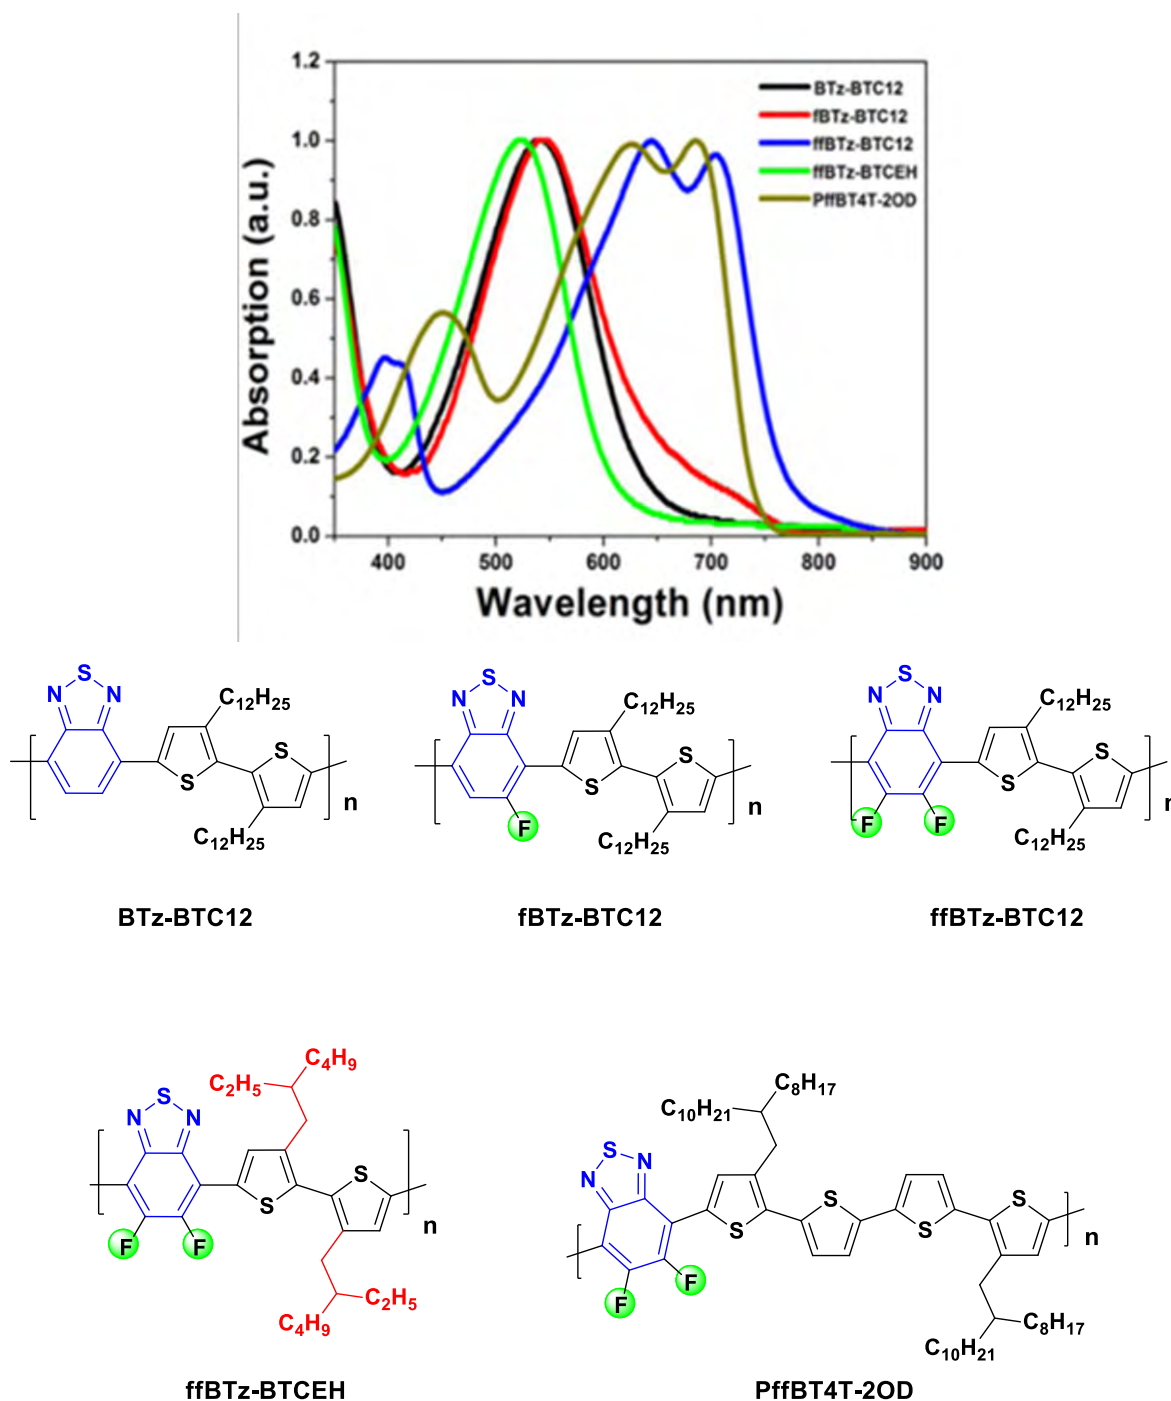 1.2
1.0
0.8
0.6
0.4
0.2
0.0
Absorption (a.u.)
BTz-BTC12
fBTz-BTC12
ffBTz-BTC12
ffBTz-BTCEH
PffBT4T-2OD
400 500 600 700 800 900
Wavelength (nm)
S
N N
C12H25
S
S
C12H25
n
BTz-BTC12
S
N N
F
C12H25
S
S
C12H25
n
fBTz-BTC12
S
N N
F F
C12H25
S
S
C12H25
n
ffBTz-BTC12
C4H9
C2H5
S
N N
F F
S
S
C4H9
C2H5
n
ffBTz-BTCEH
C8H17
C10H21
S
N N
F
F
S
S
S
S
C8H17
C10H21
n
PffBT4T-2OD